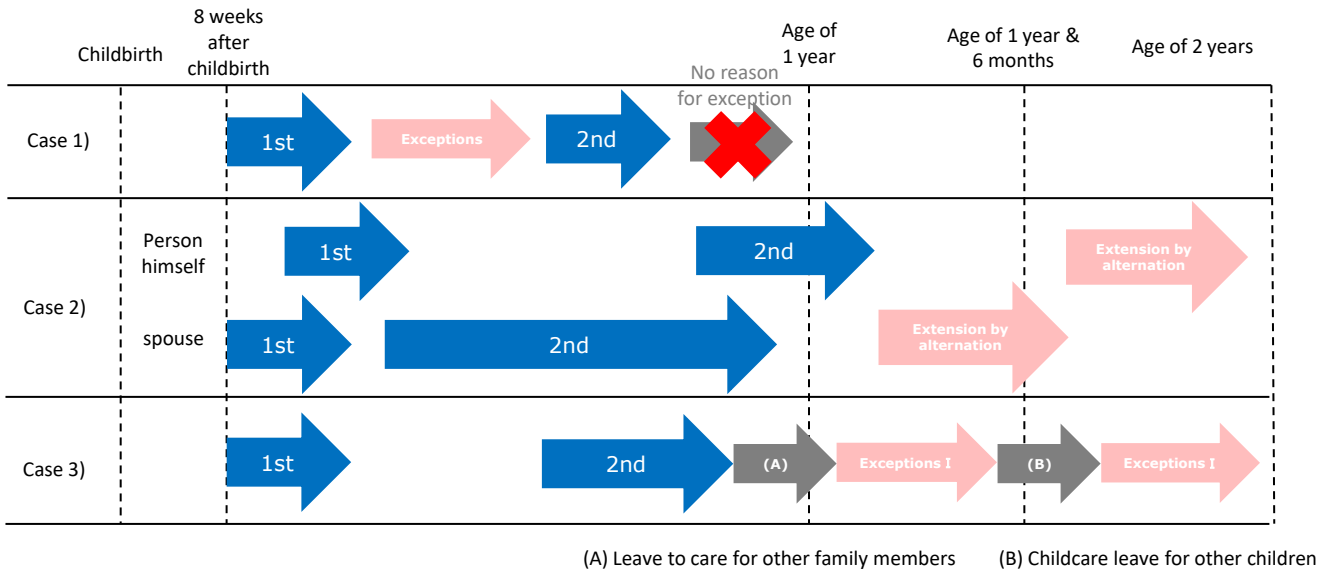 Childbirth
8 weeks
after
childbirth
Age of
1 year
Age of 1 year &
6 months
Age of 2 years
No reason
for exception
Case 1)
1st
Exceptions
2nd
Case 2)
Person
himself
1st
2nd
Extension by
alternation
spouse
1st
2nd
Extension by
alternation
Case 3)
1st
2nd
(A)
Exceptions I
(B)
Exceptions I
(A) Leave to care for other family members
(B) Childcare leave for other children